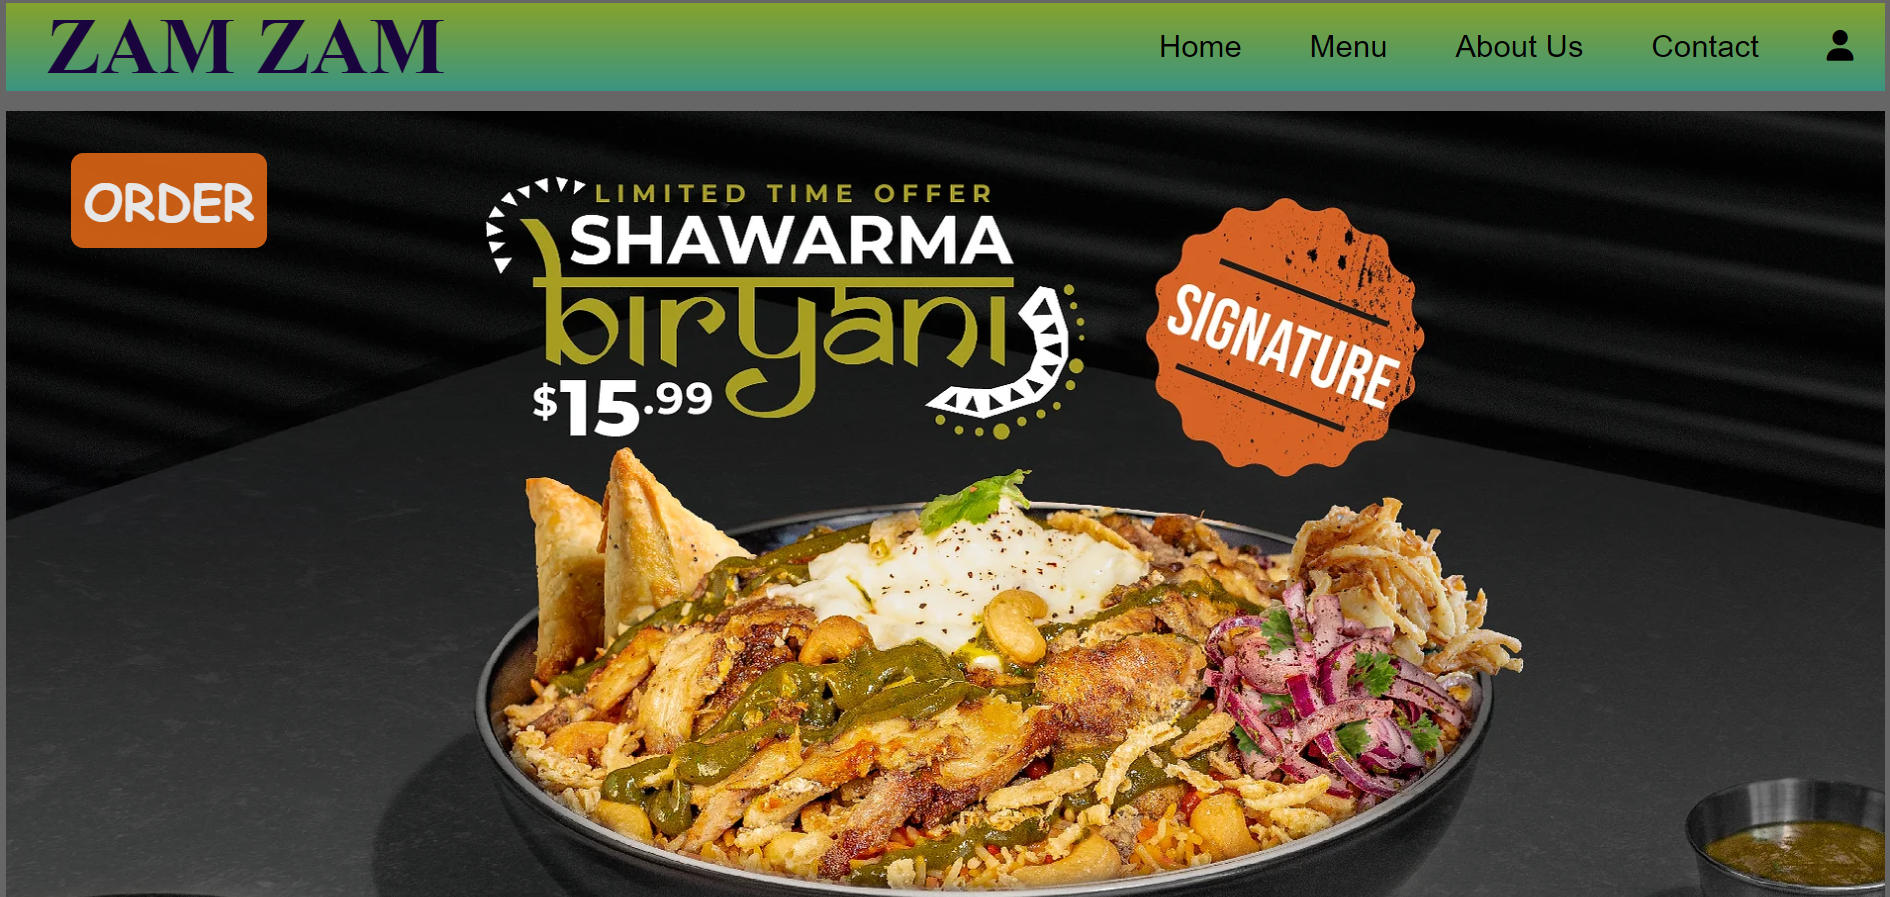 ZAM ZAM
Home
Menu
About Us
Contact
ORDER
LIMITED TIME OFFER
SHAWARMA
biryani
$15.99
SIGNATURE